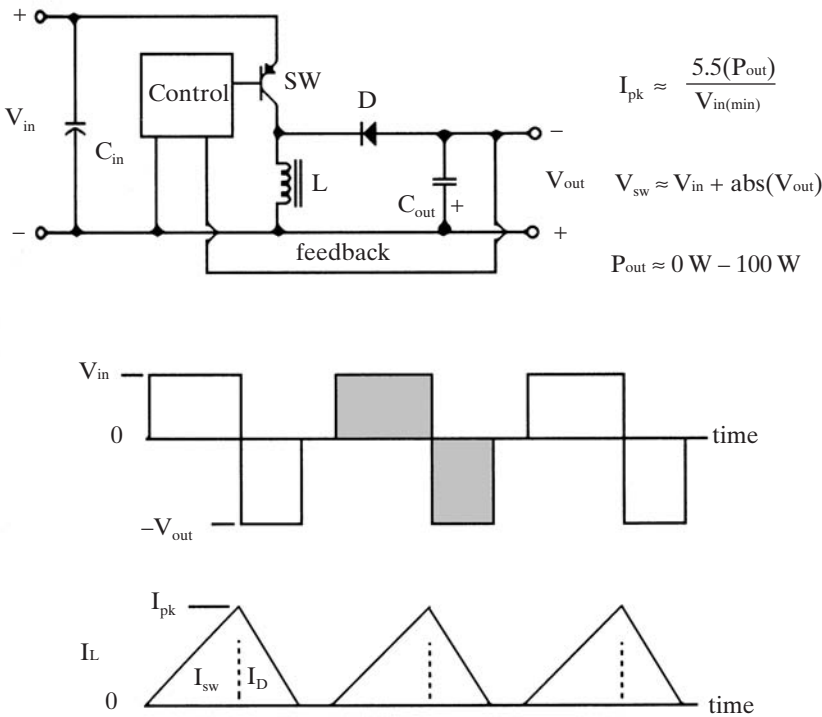 +
Control
SW
D
I_pk ≈ 5.5(P_out) / V_in(min)
V_in
C_in
L
C_out +
–
V_out
V_sw ≈ V_in + abs(V_out)
–
feedback
+
P_out ≈ 0 W – 100 W
V_in
0
time
–V_out
I_pk
I_L
I_sw
I_D
0
time